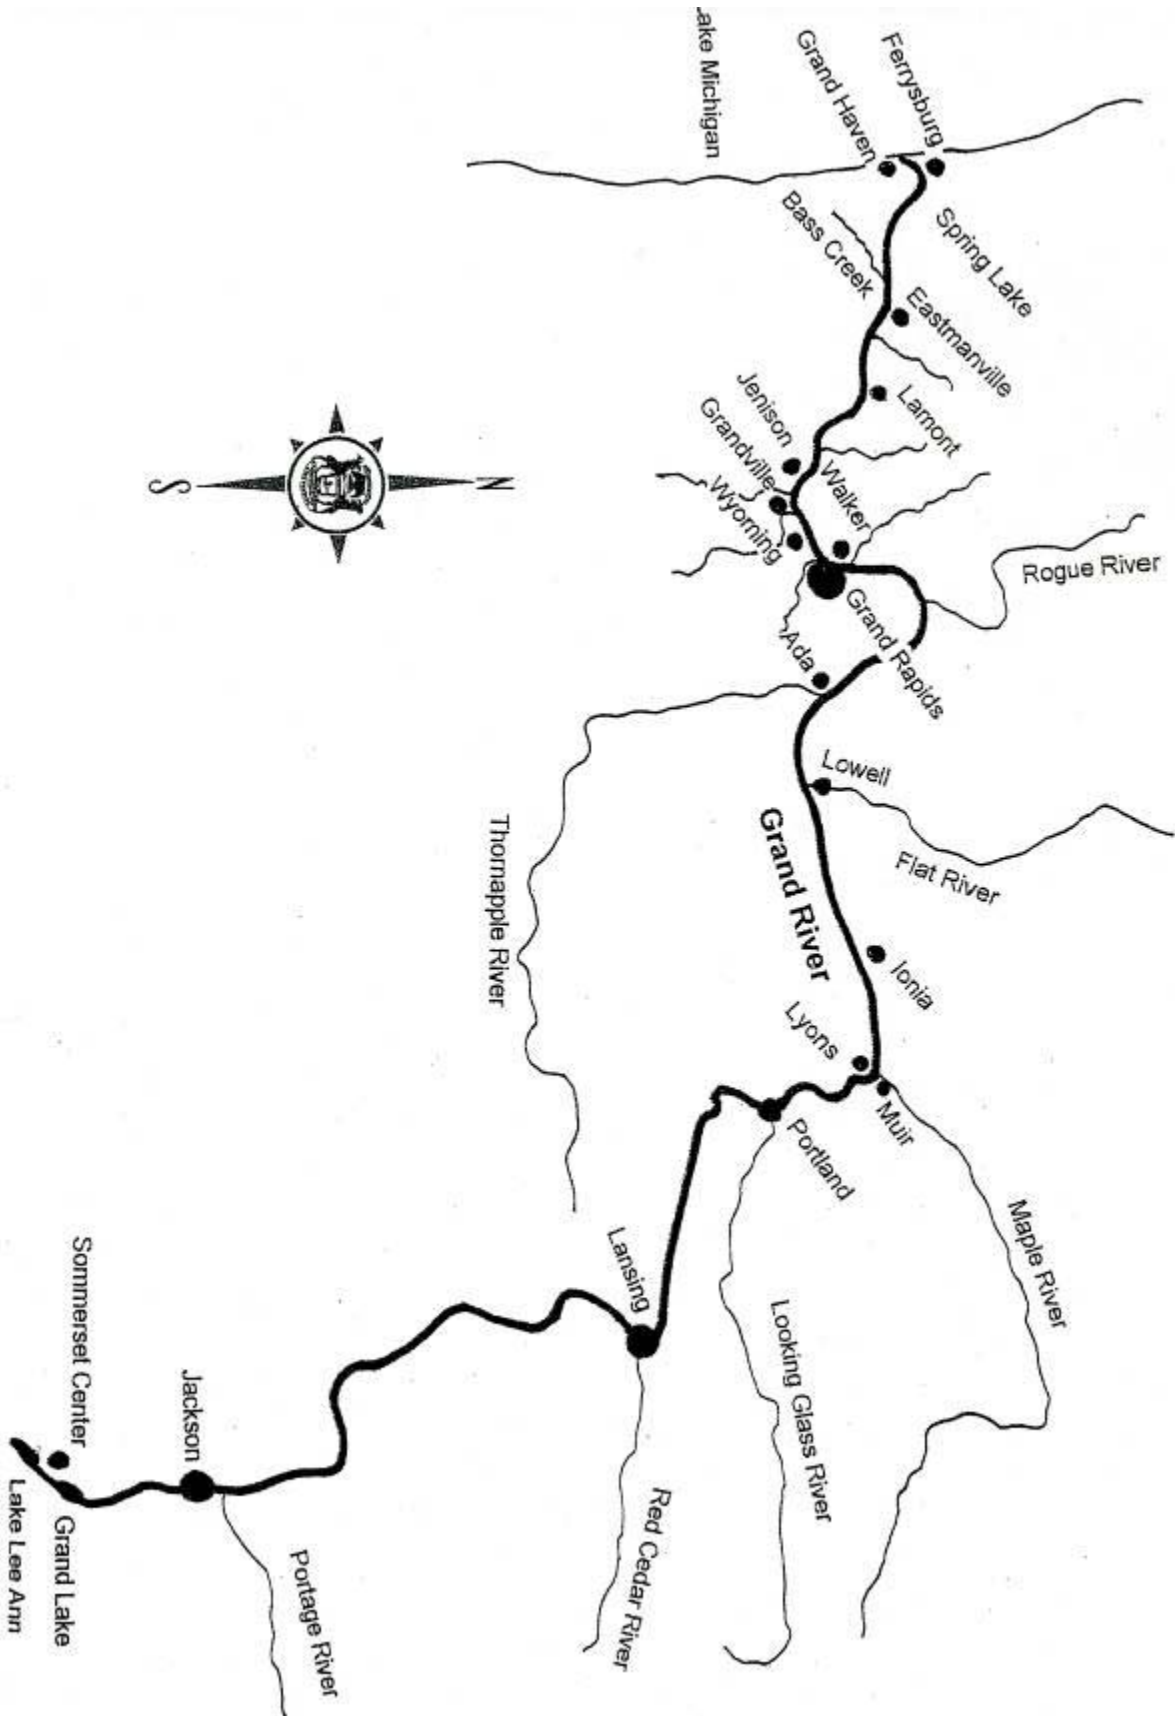 ake Michigan
Grand Haven
Ferrysburg
Spring Lake
Bass Creek
Eastmanville
Lamont
Jenison
Grandville
Wyoming
Walker
Grand Rapids
Rogue River
Ada
Lowell
Flat River
Thornapple River
Grand River
Ionia
Lyons
Muir
Portland
Maple River
Looking Glass River
Lansing
Red Cedar River
Jackson
Portage River
Sommerset Center
Grand Lake
Lake Lee Ann
N
S